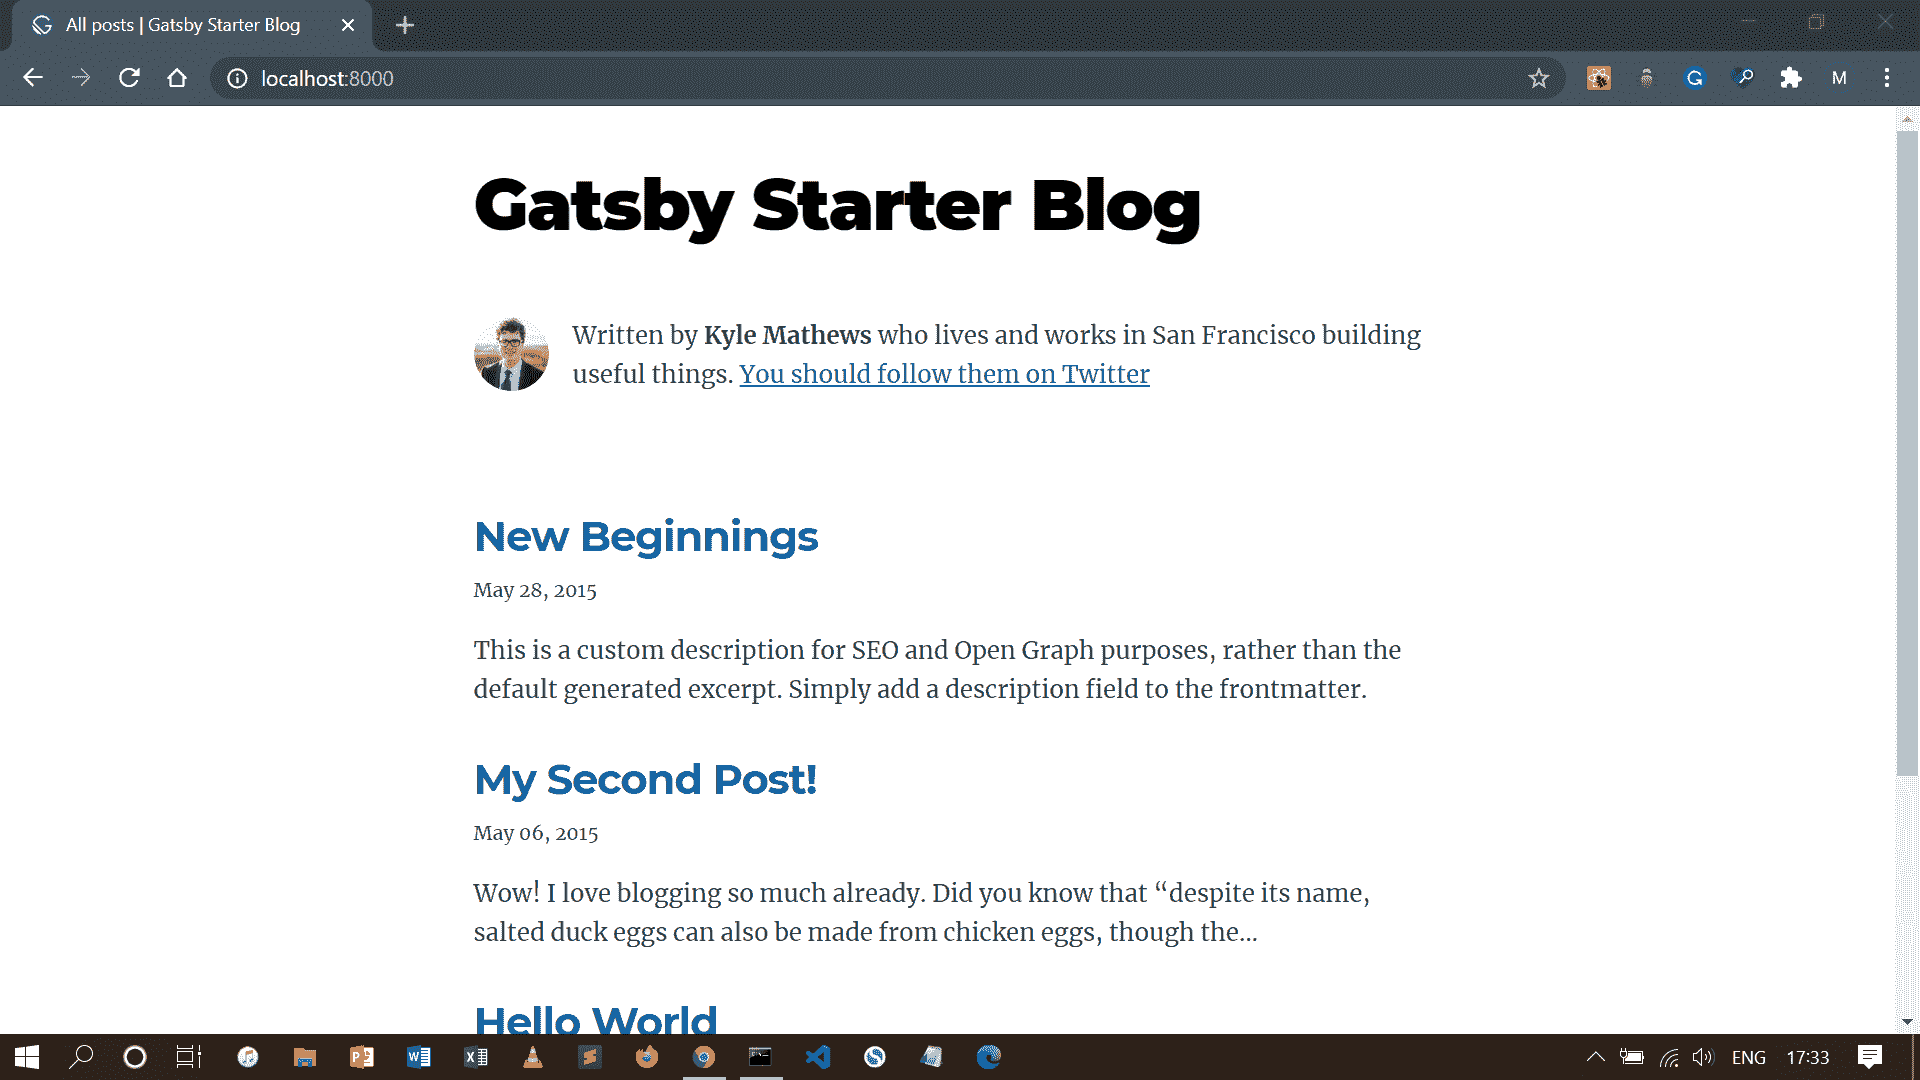 All posts | Gatsby Starter Blog
localhost:8000
G
M
Gatsby Starter Blog
Written by Kyle Mathews who lives and works in San Francisco building
useful things. You should follow them on Twitter
New Beginnings
May 28, 2015
This is a custom description for SEO and Open Graph purposes, rather than the
default generated excerpt. Simply add a description field to the frontmatter.
My Second Post!
May 06, 2015
Wow! I love blogging so much already. Did you know that “despite its name,
salted duck eggs can also be made from chicken eggs, though the…
Hello World
ENG 17:33